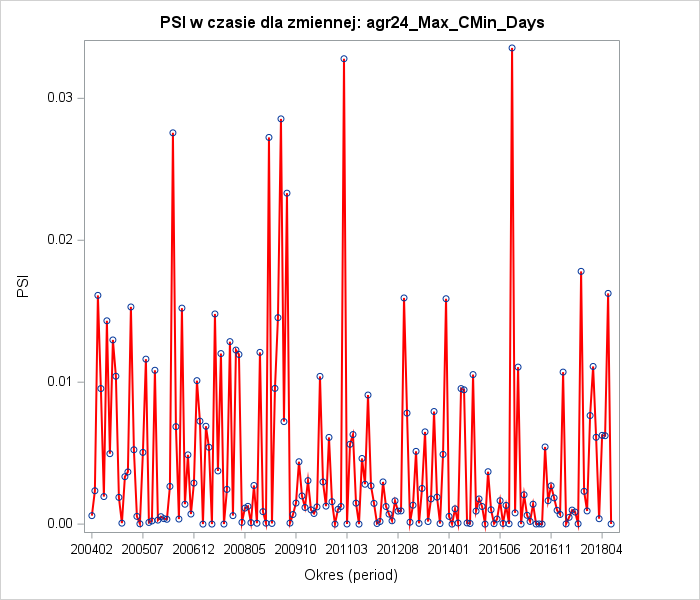 PSI w czasie dla zmiennej: agr24_Max_CMin_Days
PSI
0.03
0.02
0.01
0.00
200402 200507 200612 200805 200910 201103 201208 201401 201506 201611 201804
Okres (period)